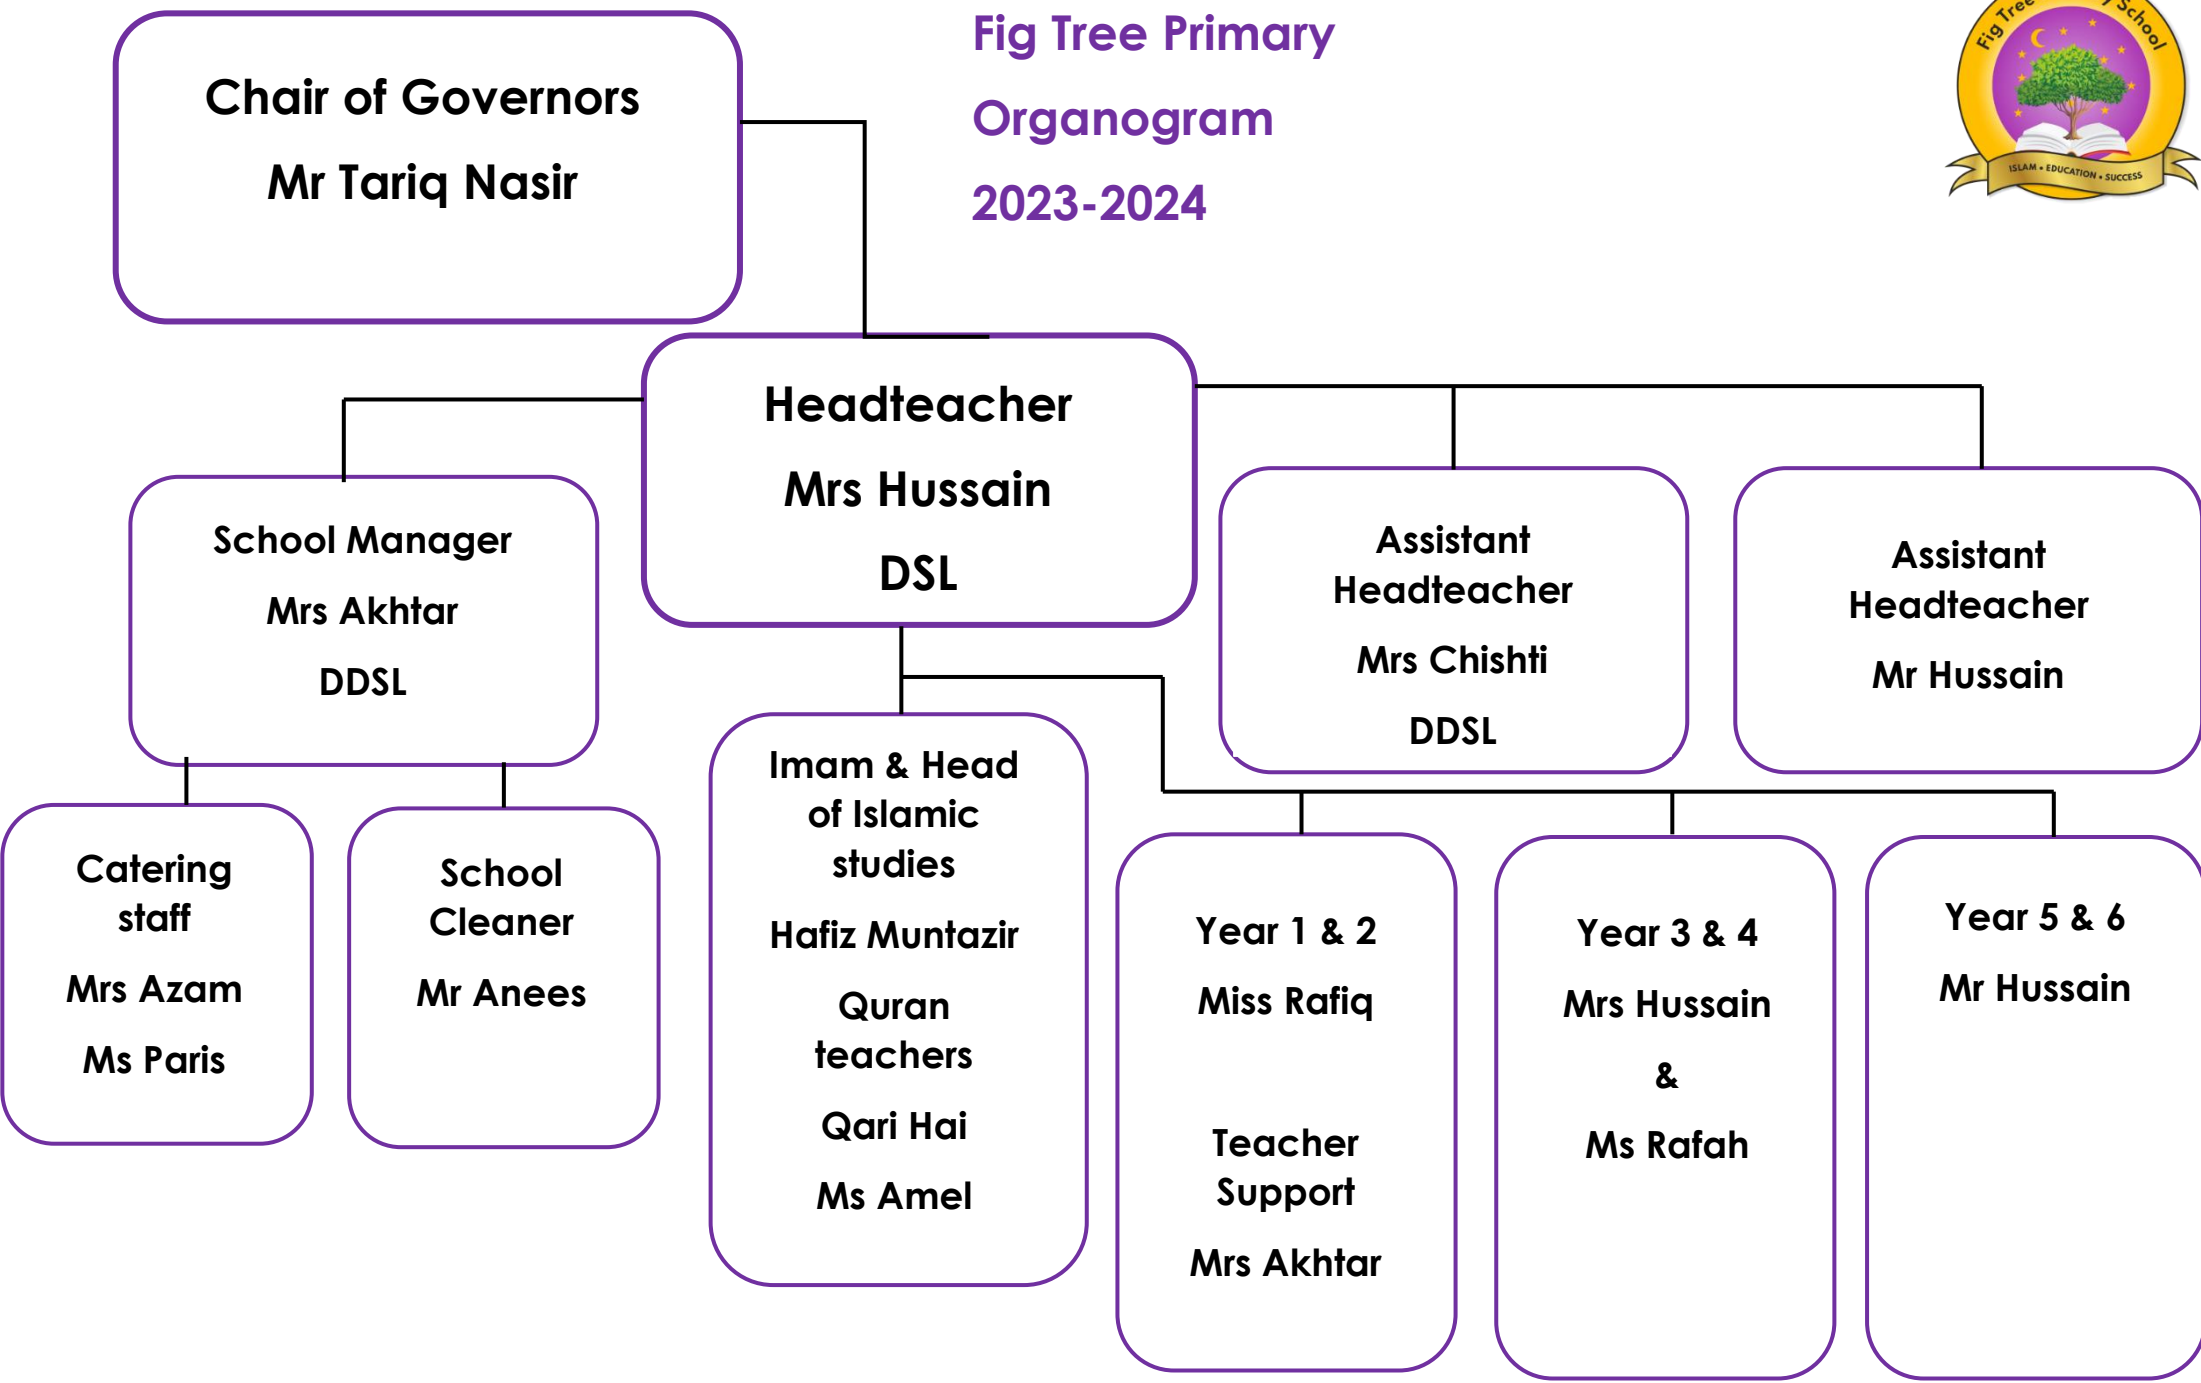 Fig Tree Primary
Organogram
2023-2024
Fig Tree
School
ISLAM • EDUCATION • SUCCESS
Chair of Governors
Mr Tariq Nasir
Headteacher
Mrs Hussain
DSL
School Manager
Mrs Akhtar
DDSL
Assistant
Headteacher
Mrs Chishti
DDSL
Assistant
Headteacher
Mr Hussain
Catering
staff
Mrs Azam
Ms Paris
School
Cleaner
Mr Anees
Imam & Head
of Islamic
studies
Hafiz Muntazir
Quran
teachers
Qari Hai
Ms Amel
Year 1 & 2
Miss Rafiq
Teacher
Support
Mrs Akhtar
Year 3 & 4
Mrs Hussain
&
Ms Rafah
Year 5 & 6
Mr Hussain